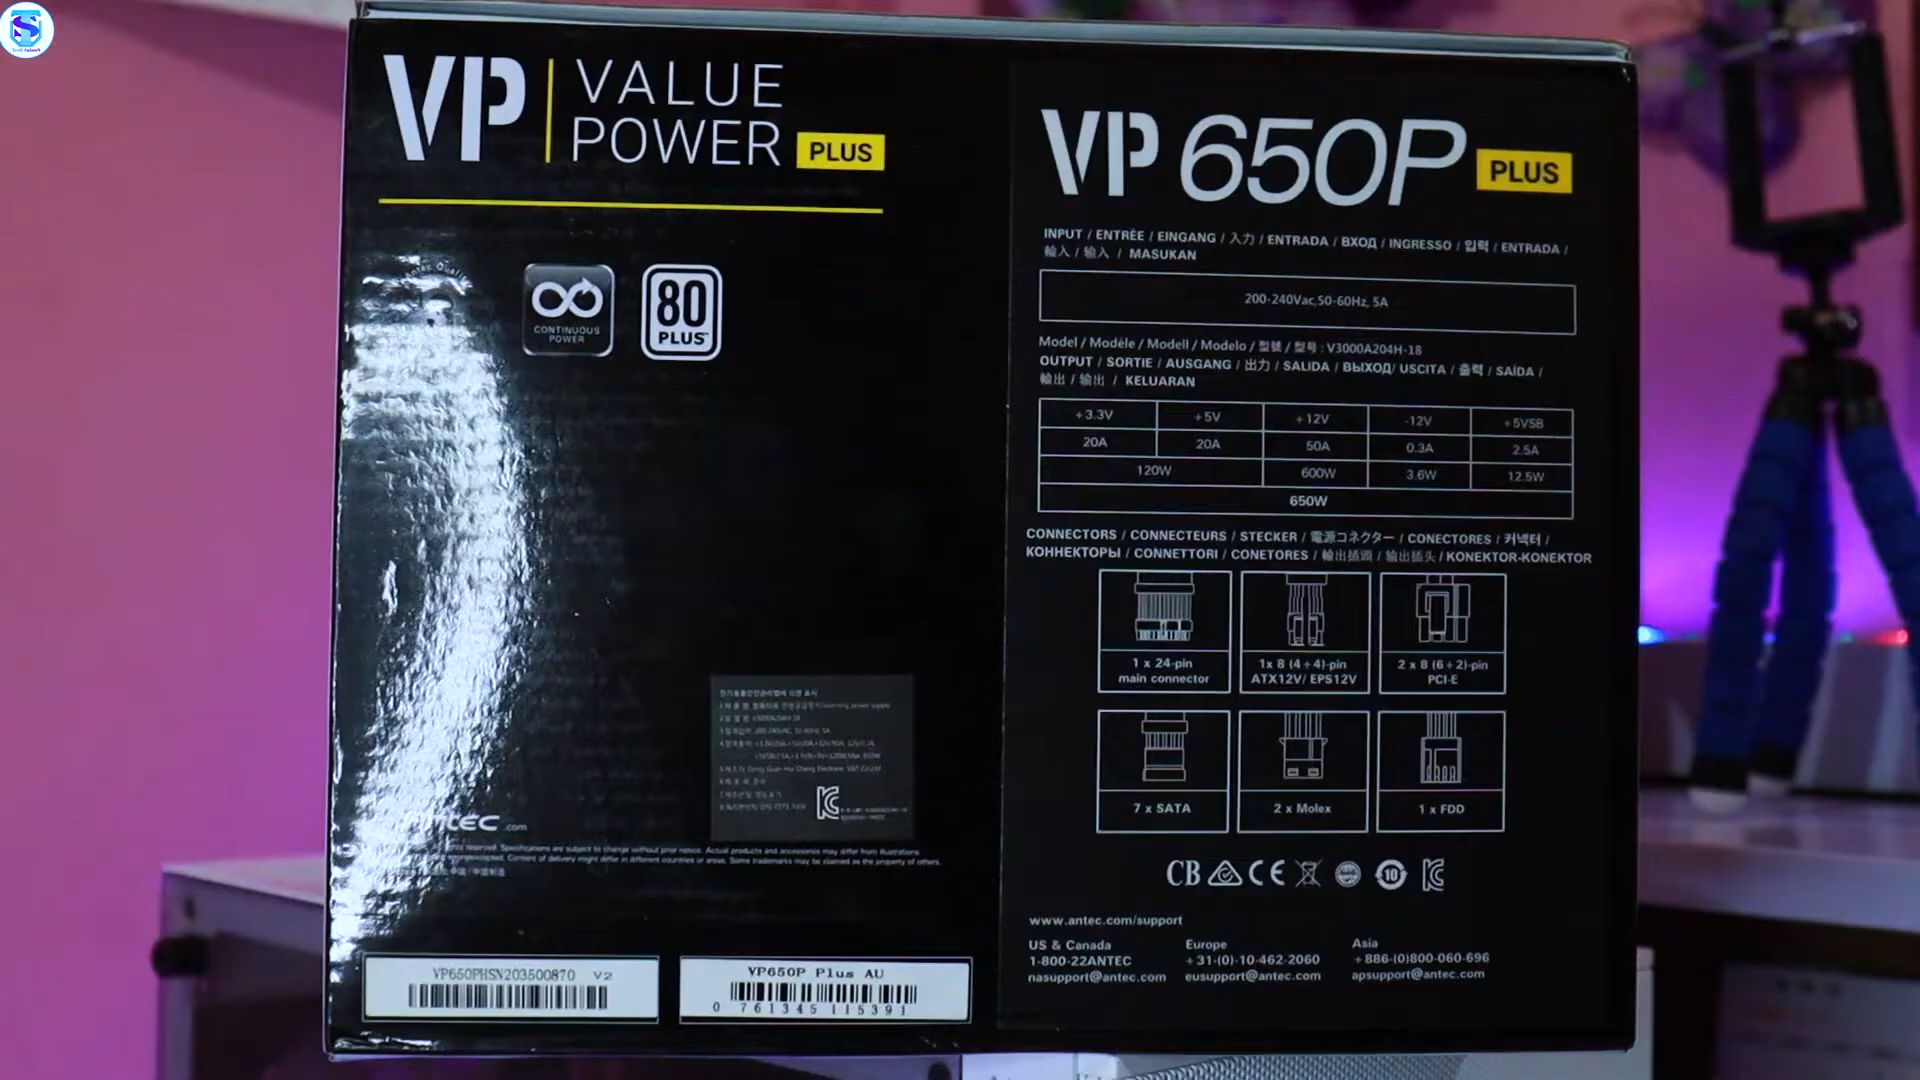 VP
VALUE
POWER PLUS
CONTINUOUS
POWER
80
PLUS
.com
VP650PHSN203500870 V2
VP650P Plus AU
0 761345 115391
VP 650P PLUS
INPUT / ENTRÉE / EINGANG / 入力 / ENTRADA / ВХОД / INGRESSO / 입력 / ENTRADA /
輸入 / 输入 / MASUKAN
200-240Vac,50-60Hz, 5A
Model / Modèle / Modell / Modelo / 型號 / 型号 : V3000A204H-18
OUTPUT / SORTIE / AUSGANG / 出力 / SALIDA / ВЫХОД/ USCITA / 출력 / SAÍDA /
輸出 / 输出 / KELUARAN
+3.3V +5V +12V -12V +5VSB
20A 20A 50A 0.3A 2.5A
120W 600W 3.6W 12.5W
650W
CONNECTORS / CONNECTEURS / STECKER / 電源コネクター / CONECTORES / 커넥터 /
КОННЕКТОРЫ / CONNETTORI / CONETORES / 輸出插頭 / 输出插头 / KONEKTOR-KONEKTOR
1 x 24-pin
main connector
1x 8 (4+4)-pin
ATX12V/ EPS12V
2 x 8 (6+2)-pin
PCI-E
7 x SATA
2 x Molex
1 x FDD
CB CE 10
www.antec.com/support
US & Canada
1-800-22ANTEC
nasupport@antec.com
Europe
+31-(0)-10-462-2060
eusupport@antec.com
Asia
+886-(0)800-060-696
apsupport@antec.com